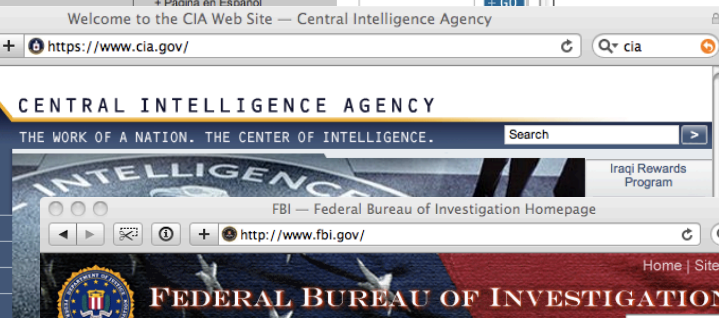 + Página en Español
+ GO
Welcome to the CIA Web Site — Central Intelligence Agency
+ https://www.cia.gov/
Q cia
CENTRAL INTELLIGENCE AGENCY
THE WORK OF A NATION. THE CENTER OF INTELLIGENCE.
Search >
INTELLIGENC
Iraqi Rewards
Program
FBI — Federal Bureau of Investigation Homepage
+ http://www.fbi.gov/
Home | Site
FEDERAL BUREAU OF INVESTIGATION